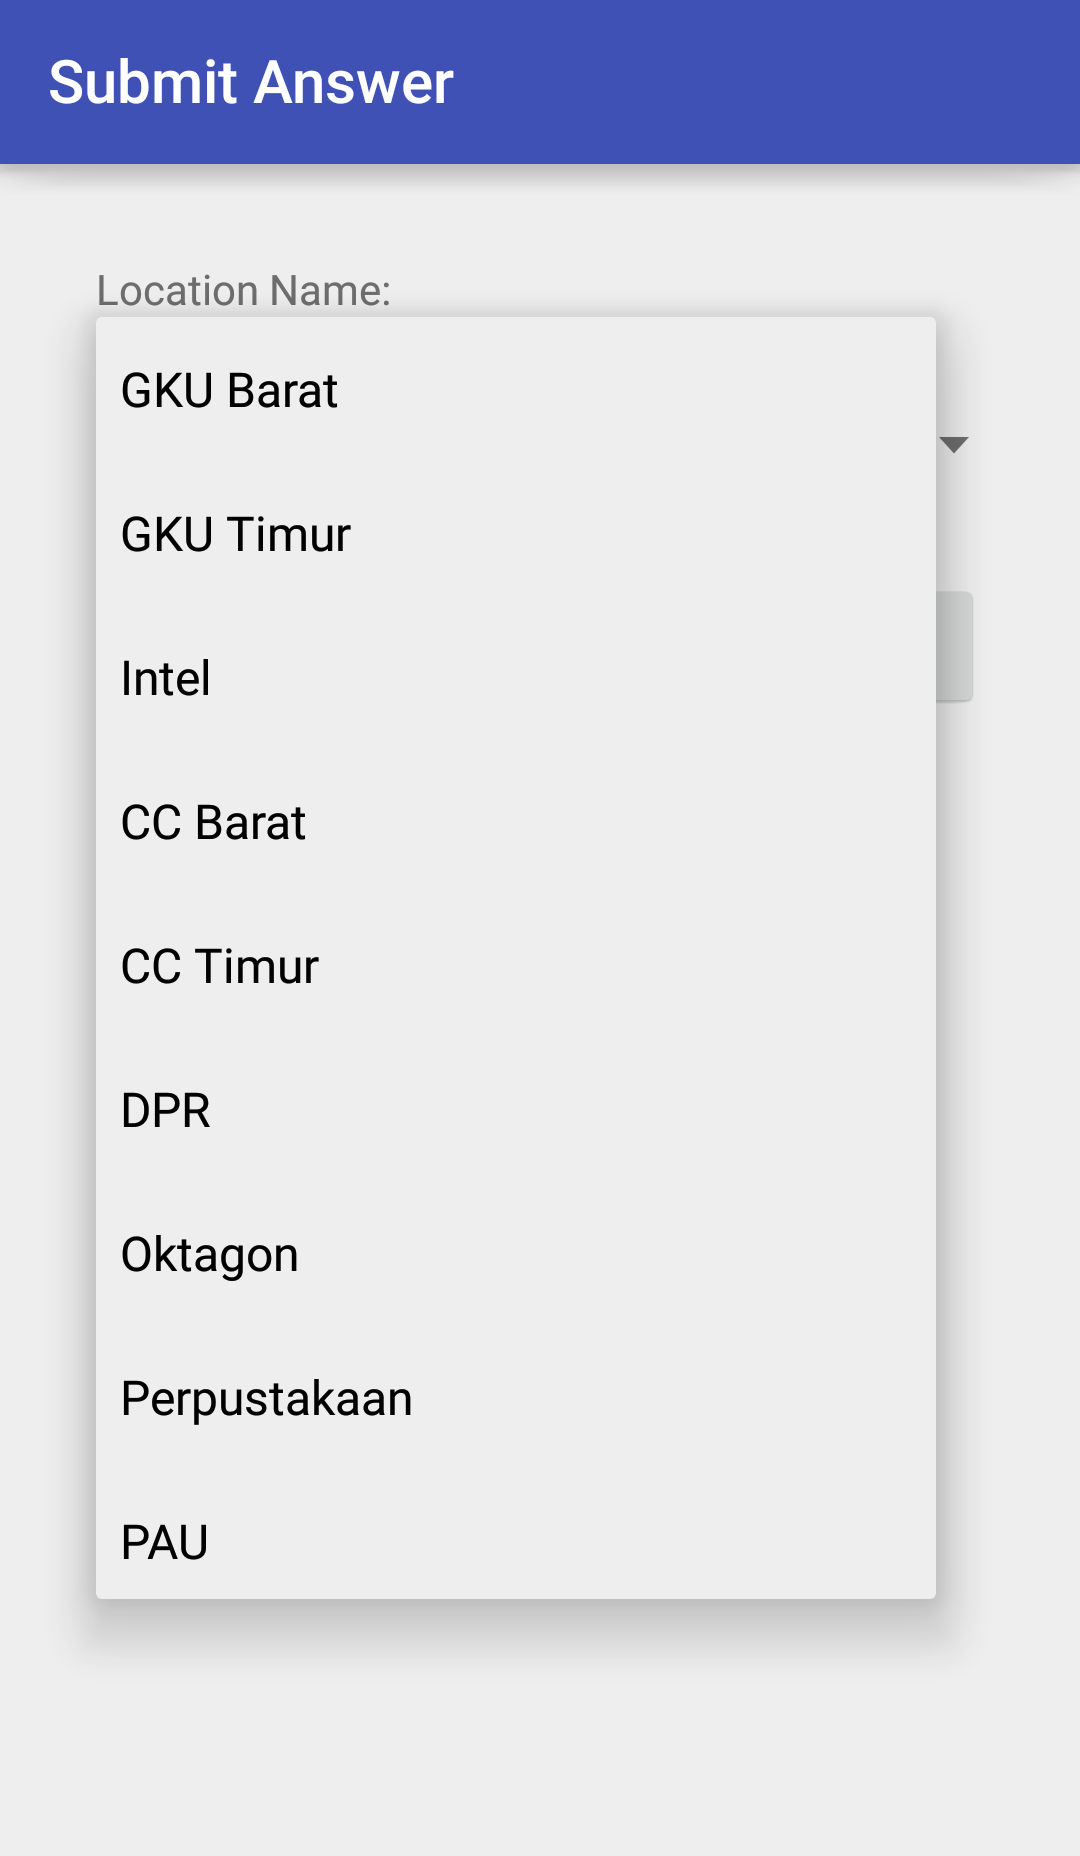 Submit Answer
Location Name:
GKU Barat
GKU Timur
Intel
CC Barat
CC Timur
DPR
Oktagon
Perpustakaan
PAU